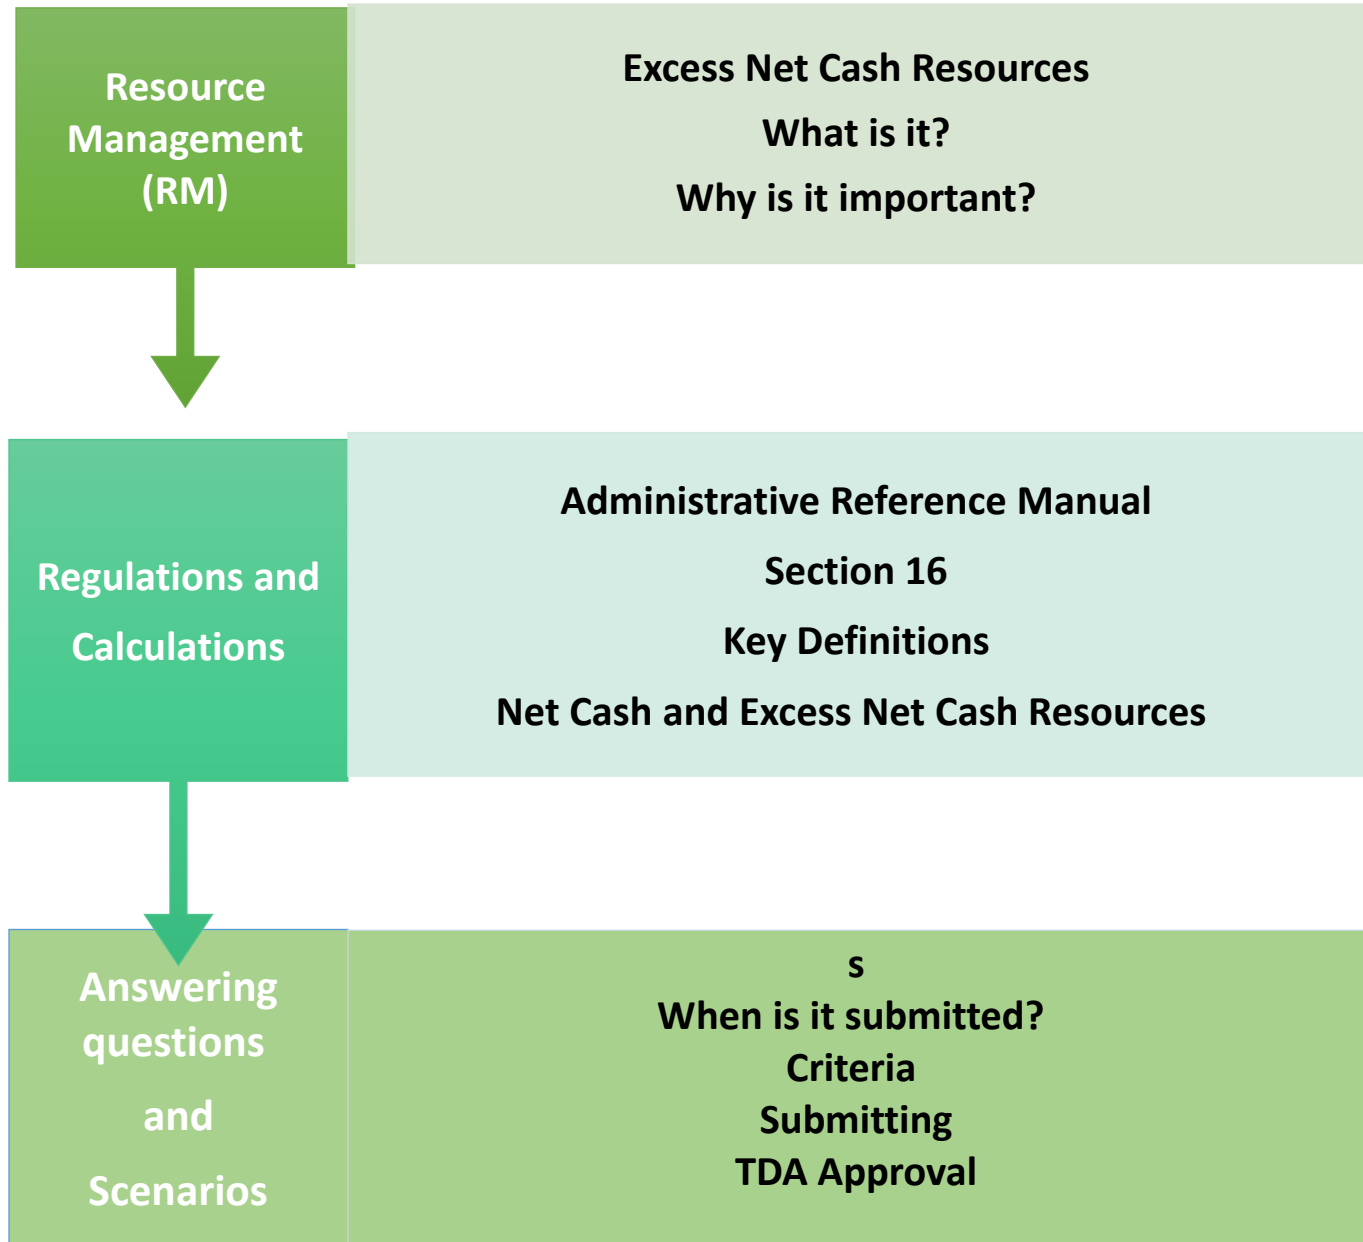 Resource
Management
(RM)
Excess Net Cash Resources
What is it?
Why is it important?
Regulations and
Calculations
Administrative Reference Manual
Section 16
Key Definitions
Net Cash and Excess Net Cash Resources
Answering
questions
and
Scenarios
s
When is it submitted?
Criteria
Submitting
TDA Approval